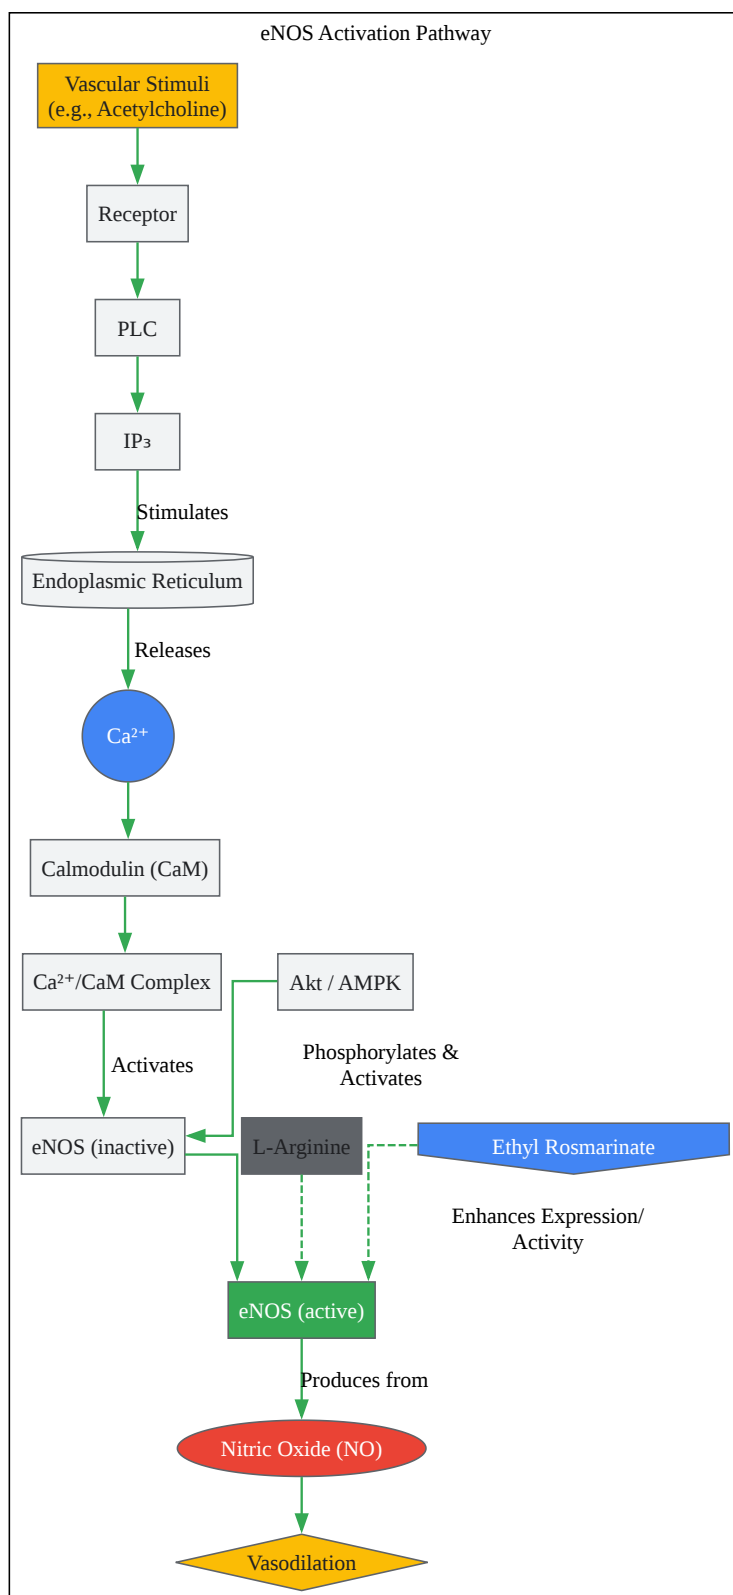 eNOS Activation Pathway
Vascular Stimuli
(e.g., Acetylcholine)
Receptor
PLC
IP₃
Stimulates
Endoplasmic Reticulum
Releases
Ca²⁺
Calmodulin (CaM)
Ca²⁺/CaM Complex
Akt / AMPK
Activates
Phosphorylates &
Activates
eNOS (inactive)
L-Arginine
Ethyl Rosmarinate
Enhances Expression/
Activity
eNOS (active)
Produces from
Nitric Oxide (NO)
Vasodilation